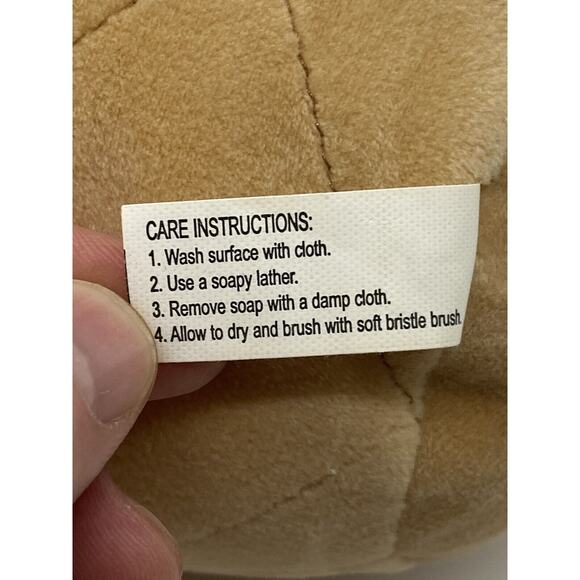 CARE INSTRUCTIONS:
1. Wash surface with cloth.
2. Use a soapy lather.
3. Remove soap with a damp cloth.
4. Allow to dry and brush with soft bristle brush.